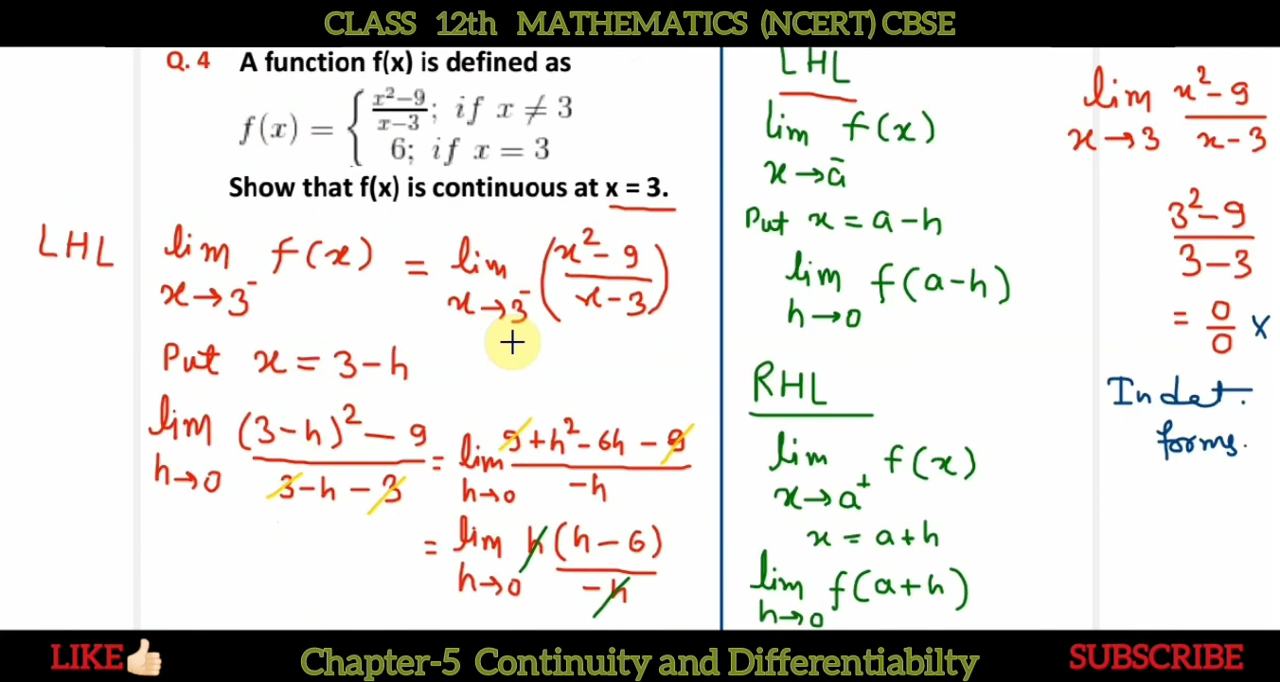 CLASS 12th MATHEMATICS (NCERT) CBSE
Q. 4 A function f(x) is defined as
f(x) = { x²−9 / x−3 ; if x ≠ 3
6; if x = 3
Show that f(x) is continuous at x = 3.
LHL lim x→3⁻ f(x) = lim x→3⁻ (x²−9 / x−3)
Put x = 3−h
lim h→0 (3−h)²−9 / 3−h−3 = lim h→0 9+h²−6h−9 / −h
= lim h→0 h(h−6) / −h
LHL
lim x→a⁻ f(x)
Put x = a−h
lim h→0 f(a−h)
RHL
lim x→a⁺ f(x)
x = a+h
lim h→0 f(a+h)
lim x→3 x²−9 / x−3
3²−9 / 3−3
= 0/0 ×
Indet.
forms.
LIKE
Chapter-5 Continuity and Differentiabilty
SUBSCRIBE